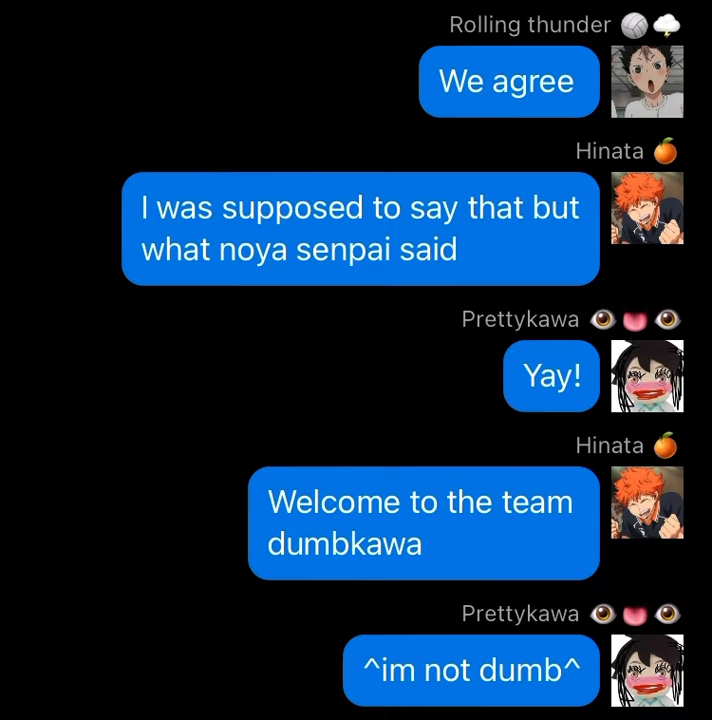 Rolling thunder 🏐🌩️
We agree
Hinata 🍊
I was supposed to say that but
what noya senpai said
Prettykawa 👁️👅👁️
Yay!
Hinata 🍊
Welcome to the team
dumbkawa
Prettykawa 👁️👅👁️
^im not dumb^